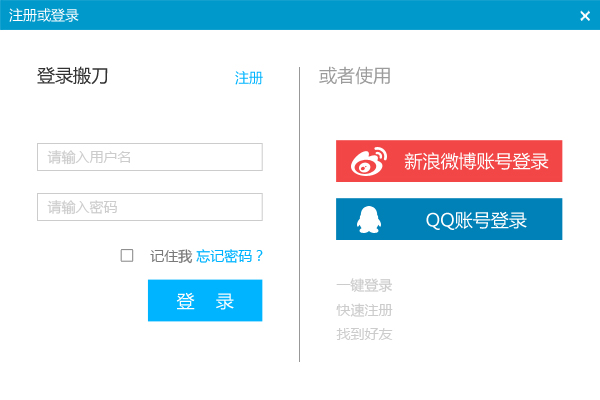 注册或登录
登录搬刀
注册
请输入用户名
请输入密码
记住我 忘记密码？
登 录
或者使用
新浪微博账号登录
QQ账号登录
一键登录
快速注册
找到好友